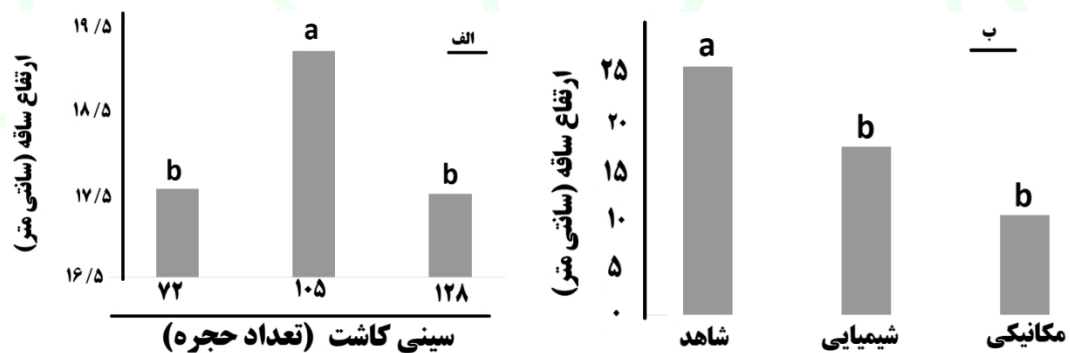 الف
ارتفاع ساقه (سانتی متر)
۱۹/۵
۱۸/۵
۱۷/۵
۱۶/۵
b
a
b
۷۲
۱۰۵
۱۲۸
سینی کاشت (تعداد حجره)
ب
ارتفاع ساقه (سانتی متر)
۲۵
۲۰
۱۵
۱۰
۵
۰
a
b
b
شاهد
شیمیایی
مکانیکی